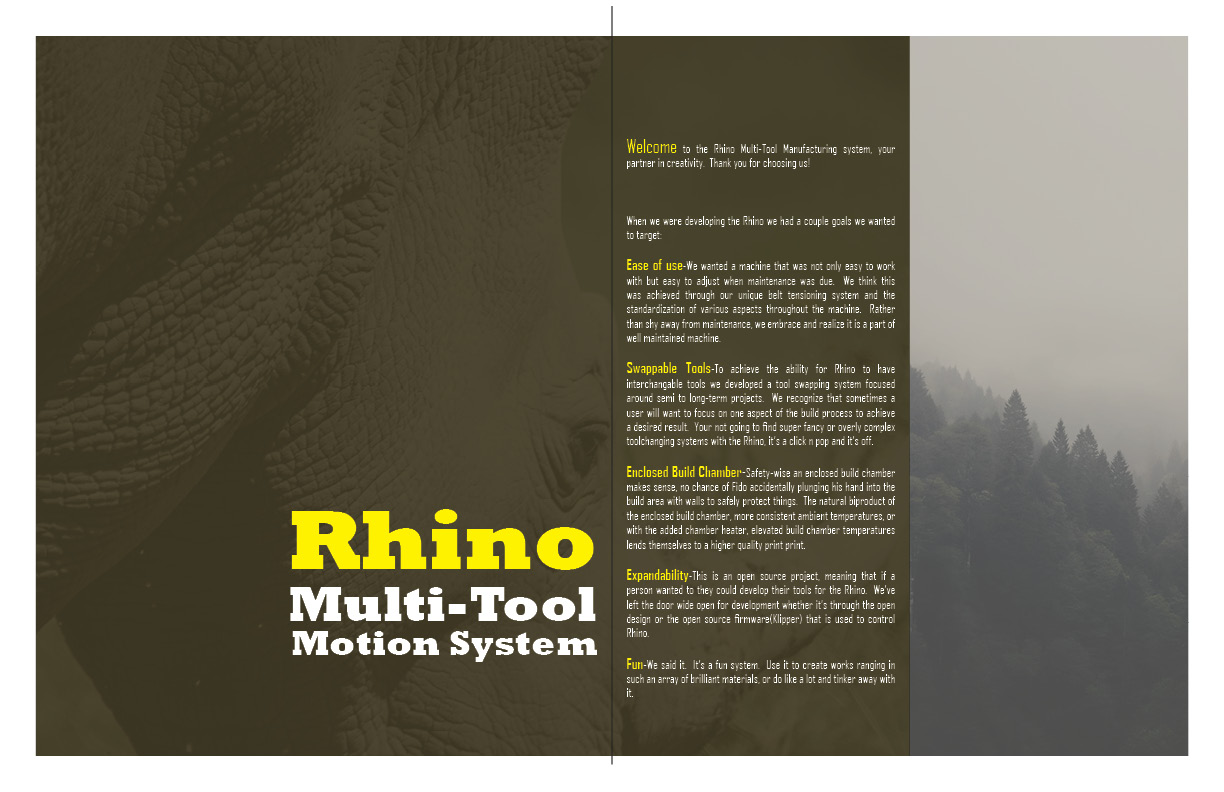 Rhino
Multi-Tool
Motion System
Welcome to the Rhino Multi-Tool Manufacturing system, your
partner in creativity.  Thank you for choosing us!
When we were developing the Rhino we had a couple goals we wanted
to target:
Ease of use-We wanted a machine that was not only easy to work
with but easy to adjust when maintenance was due.  We think this
was achieved through our unique belt tensioning system and the
standardization of various aspects throughout the machine.  Rather
than shy away from maintenance, we embrace and realize it is a part of
well maintained machine.
Swappable Tools-To achieve the ability for Rhino to have
interchangable tools we developed a tool swapping system focused
around semi to long-term projects.  We recognize that sometimes a
user will want to focus on one aspect of the build process to achieve
a desired result.  Your not going to find super fancy or overly complex
toolchanging systems with the Rhino, it's a click n pop and it's off.
Enclosed Build Chamber-Safety-wise an enclosed build chamber
makes sense, no chance of Fido accidentally plunging his hand into the
build area with walls to safely protect things.  The natural biproduct of
the enclosed build chamber, more consistent ambient temperatures, or
with the added chamber heater, elevated build chamber temperatures
lends themselves to a higher quality print print.
Expandability-This is an open source project, meaning that if a
person wanted to they could develop their tools for the Rhino.  We've
left the door wide open for development whether it's through the open
design or the open source firmware(Klipper) that is used to control
Rhino.
Fun-We said it.  It's a fun system.  Use it to create works ranging in
such an array of brilliant materials, or do like a lot and tinker away with
it.